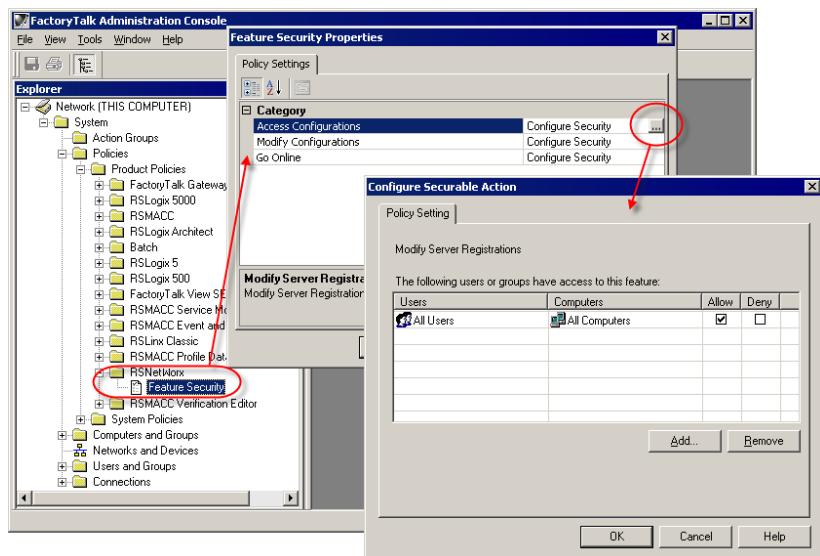 FactoryTalk Administration Console
File View Tools Window Help
Explorer
Network (THIS COMPUTER)
System
Action Groups
Policies
Product Policies
FactoryTalk Gateway
RSLogix 5000
RSMACC
RSLogix Architect
Batch
RSLogix 5
RSLogix 500
FactoryTalk View SE
RSMACC Service Mo
RSMACC Event and
RSLinx Classic
RSMACC Profile Data
RSNetWorx
Feature Security
RSMACC Verification Editor
System Policies
Computers and Groups
Networks and Devices
Users and Groups
Connections
Feature Security Properties
Policy Settings
Category
Access Configurations Configure Security ...
Modify Configurations Configure Security
Go Online Configure Security
Modify Server Registra
Modify Server Registration
Configure Securable Action
Policy Setting
Modify Server Registrations
The following users or groups have access to this feature:
Users Computers Allow Deny
All Users All Computers
Add... Remove
OK Cancel Help